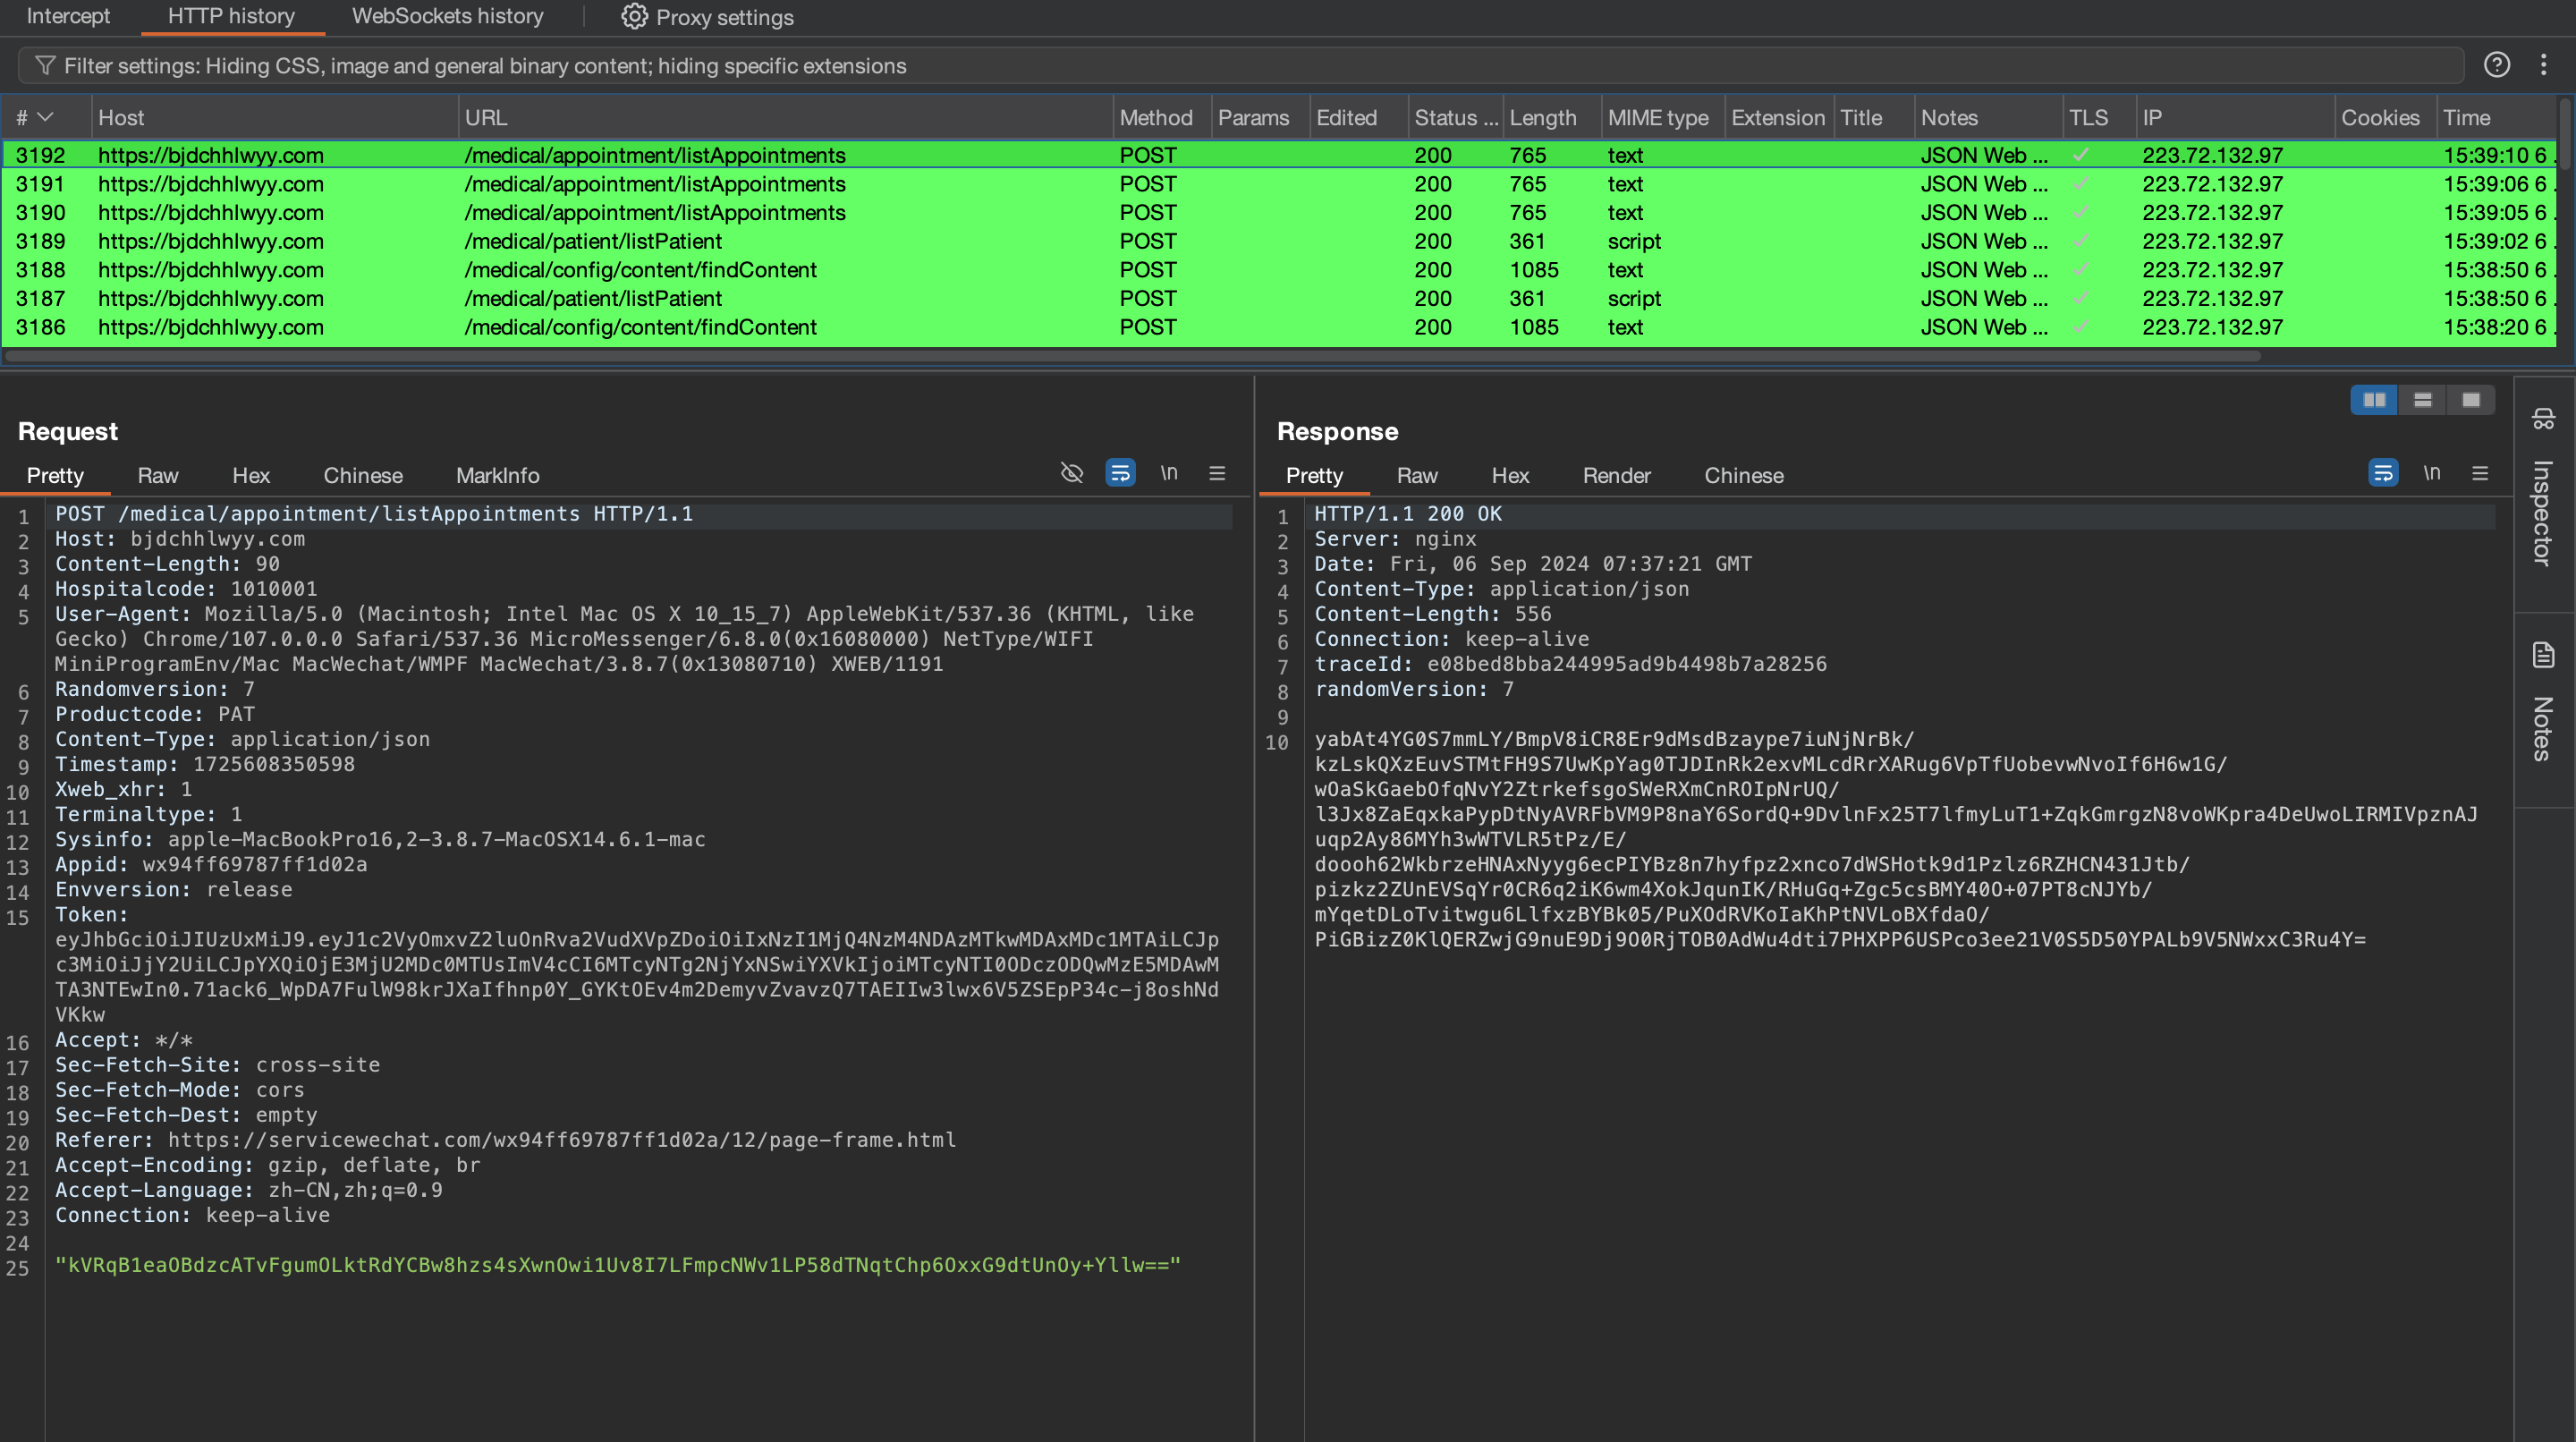 Intercept HTTP history WebSockets history Proxy settings
Filter settings: Hiding CSS, image and general binary content; hiding specific extensions
# Host URL Method Params Edited Status ... Length MIME type Extension Title Notes TLS IP Cookies Time
3192 https://bjdchhlwyy.com /medical/appointment/listAppointments POST 200 765 text JSON Web ... ✓ 223.72.132.97 15:39:10 6 .
3191 https://bjdchhlwyy.com /medical/appointment/listAppointments POST 200 765 text JSON Web ... ✓ 223.72.132.97 15:39:06 6 .
3190 https://bjdchhlwyy.com /medical/appointment/listAppointments POST 200 765 text JSON Web ... ✓ 223.72.132.97 15:39:05 6 .
3189 https://bjdchhlwyy.com /medical/patient/listPatient POST 200 361 script JSON Web ... ✓ 223.72.132.97 15:39:02 6 .
3188 https://bjdchhlwyy.com /medical/config/content/findContent POST 200 1085 text JSON Web ... ✓ 223.72.132.97 15:38:50 6 .
3187 https://bjdchhlwyy.com /medical/patient/listPatient POST 200 361 script JSON Web ... ✓ 223.72.132.97 15:38:50 6 .
3186 https://bjdchhlwyy.com /medical/config/content/findContent POST 200 1085 text JSON Web ... ✓ 223.72.132.97 15:38:20 6 .
Request
Pretty Raw Hex Chinese MarkInfo \n
1 POST /medical/appointment/listAppointments HTTP/1.1
2 Host: bjdchhlwyy.com
3 Content-Length: 90
4 Hospitalcode: 1010001
5 User-Agent: Mozilla/5.0 (Macintosh; Intel Mac OS X 10_15_7) AppleWebKit/537.36 (KHTML, like
Gecko) Chrome/107.0.0.0 Safari/537.36 MicroMessenger/6.8.0(0x16080000) NetType/WIFI
MiniProgramEnv/Mac MacWechat/WMPF MacWechat/3.8.7(0x13080710) XWEB/1191
6 Randomversion: 7
7 Productcode: PAT
8 Content-Type: application/json
9 Timestamp: 1725608350598
10 Xweb_xhr: 1
11 Terminaltype: 1
12 Sysinfo: apple-MacBookPro16,2-3.8.7-MacOSX14.6.1-mac
13 Appid: wx94ff69787ff1d02a
14 Envversion: release
15 Token:
eyJhbGciOiJIUzUxMiJ9.eyJ1c2VyOmxvZ2luOnRva2VudXVpZDoiOiIxNzI1MjQ4NzM4NDAzMTkwMDAxMDc1MTAiLCJp
c3MiOiJjY2UiLCJpYXQiOjE3MjU2MDc0MTUsImV4cCI6MTcyNTg2NjYxNSwiYXVkIjoiMTcyNTI0ODczODQwMzE5MDAwM
TA3NTEwIn0.71ack6_WpDA7FulW98krJXaIfhnp0Y_GYKtOEv4m2DemyvZvavzQ7TAEIIw3lwx6V5ZSEpP34c-j8oshNd
VKkw
16 Accept: */*
17 Sec-Fetch-Site: cross-site
18 Sec-Fetch-Mode: cors
19 Sec-Fetch-Dest: empty
20 Referer: https://servicewechat.com/wx94ff69787ff1d02a/12/page-frame.html
21 Accept-Encoding: gzip, deflate, br
22 Accept-Language: zh-CN,zh;q=0.9
23 Connection: keep-alive
24
25 "kVRqB1eaOBdzcATvFgumOLktRdYCBw8hzs4sXwnOwi1Uv8I7LFmpcNWv1LP58dTNqtChp6OxxG9dtUnOy+Yllw=="
Response
Pretty Raw Hex Render Chinese \n
1 HTTP/1.1 200 OK
2 Server: nginx
3 Date: Fri, 06 Sep 2024 07:37:21 GMT
4 Content-Type: application/json
5 Content-Length: 556
6 Connection: keep-alive
7 traceId: e08bed8bba244995ad9b4498b7a28256
8 randomVersion: 7
9
10 yabAt4YG0S7mmLY/BmpV8iCR8Er9dMsdBzaype7iuNjNrBk/
kzLskQXzEuvSTMtFH9S7UwKpYag0TJDInRk2exvMLcdRrXARug6VpTfUobevwNvoIf6H6w1G/
wOaSkGaebOfqNvY2ZtrkefsgoSWeRXmCnROIpNrUQ/
l3Jx8ZaEqxkaPypDtNyAVRFbVM9P8naY6SordQ+9DvlnFx25T7lfmyLuT1+ZqkGmrgzN8voWKpra4DeUwoLIRMIVpznAJ
uqp2Ay86MYh3wWTVLR5tPz/E/
doooh62WkbrzeHNAxNyyg6ecPIYBz8n7hyfpz2xnco7dWSHotk9d1Pzlz6RZHCN431Jtb/
pizkz2ZUnEVSqYr0CR6q2iK6wm4XokJqunIK/RHuGq+Zgc5csBMY40O+07PT8cNJYb/
mYqetDLoTvitwgu6LlfxzBYBk05/PuXOdRVKoIaKhPtNVLoBXfdaO/
PiGBizZ0KlQERZwjG9nuE9Dj9O0RjTOB0AdWu4dti7PHXPP6USPco3ee21V0S5D50YPALb9V5NWxxC3Ru4Y=
Inspector
Notes